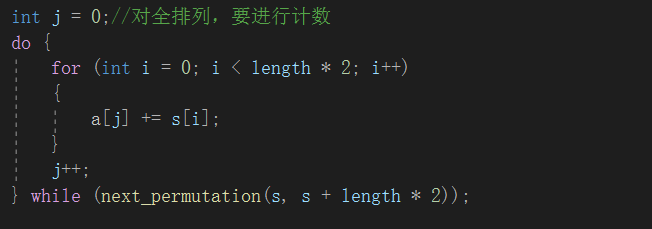 int j = 0;//对全排列，要进行计数
do {
for (int i = 0; i < length * 2; i++)
{
a[j] += s[i];
}
j++;
} while (next_permutation(s, s + length * 2));